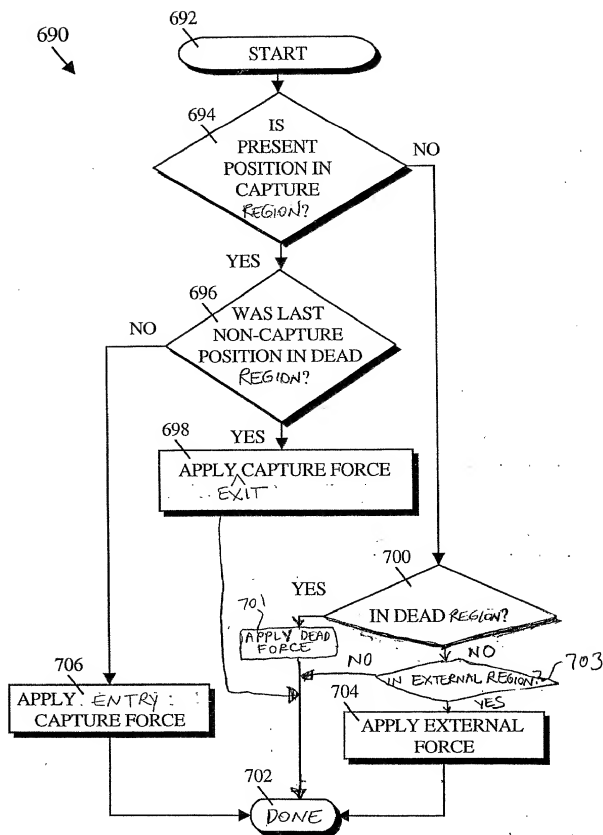 690
692
START
694
IS
PRESENT
POSITION IN
CAPTURE
REGION?
NO
YES
696
WAS LAST
NON-CAPTURE
POSITION IN DEAD
REGION?
NO
YES
698
APPLY CAPTURE FORCE
EXIT
700
YES
IN DEAD REGION?
701
APPLY DEAD
FORCE
NO
NO
IN EXTERNAL REGION?
703
YES
706
APPLY ENTRY
CAPTURE FORCE
704
APPLY EXTERNAL
FORCE
702
DONE